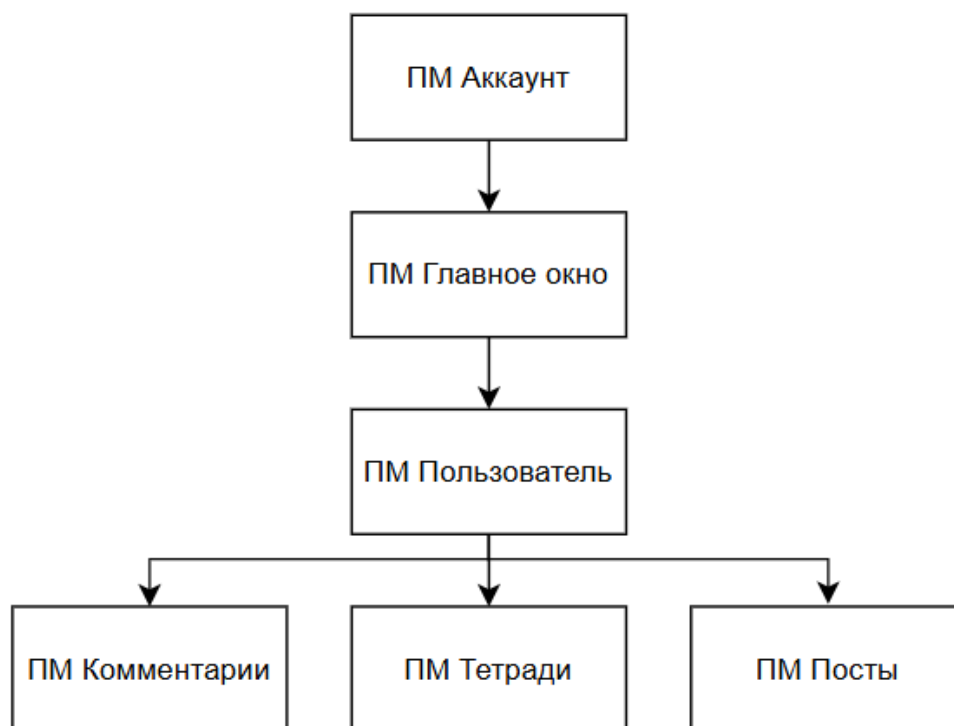 ПМ Аккаунт
ПМ Главное окно
ПМ Пользователь
ПМ Комментарии
ПМ Тетради
ПМ Посты